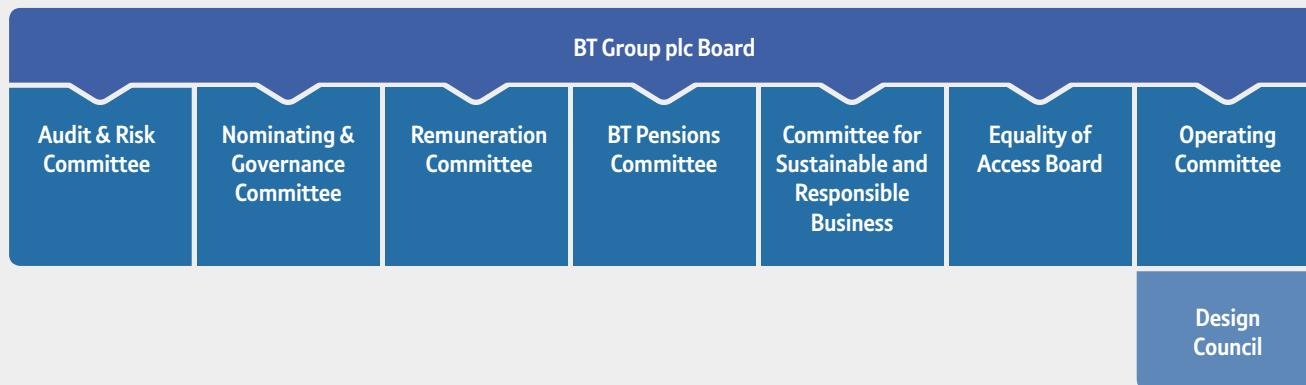 BT Group plc Board
Audit & Risk
Committee
Nominating &
Governance
Committee
Remuneration
Committee
BT Pensions
Committee
Committee for
Sustainable and
Responsible
Business
Equality of
Access Board
Operating
Committee
Design
Council